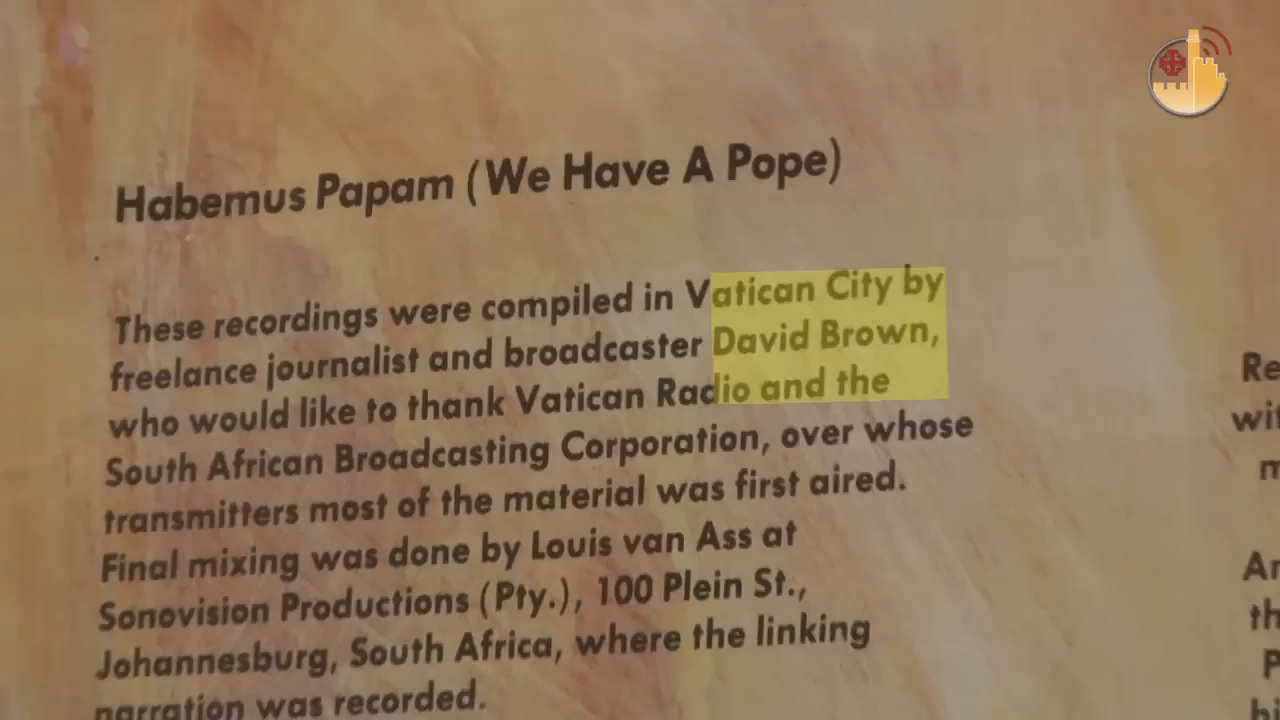 Habemus Papam (We Have A Pope)
These recordings were compiled in Vatican City by
freelance journalist and broadcaster David Brown,
who would like to thank Vatican Radio and the
South African Broadcasting Corporation, over whose
transmitters most of the material was first aired.
Final mixing was done by Louis van Ass at
Sonovision Productions (Pty.), 100 Plein St.,
Johannesburg, South Africa, where the linking
narration was recorded.